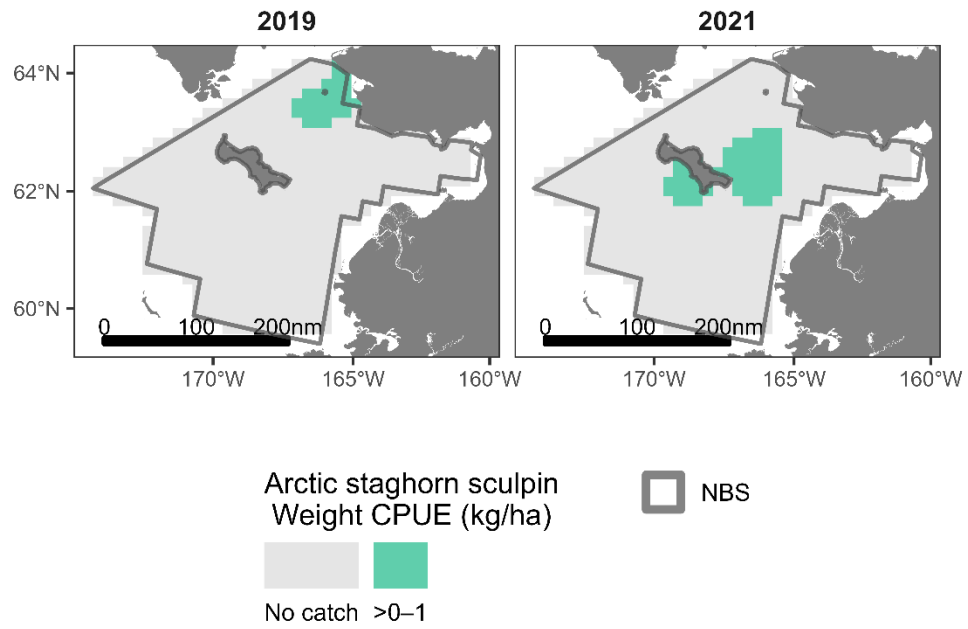 2019 2021
64°N
62°N
60°N
0 100 200nm 0 100 200nm
170°W 165°W 160°W 170°W 165°W 160°W
Arctic staghorn sculpin
Weight CPUE (kg/ha)
NBS
No catch >0–1